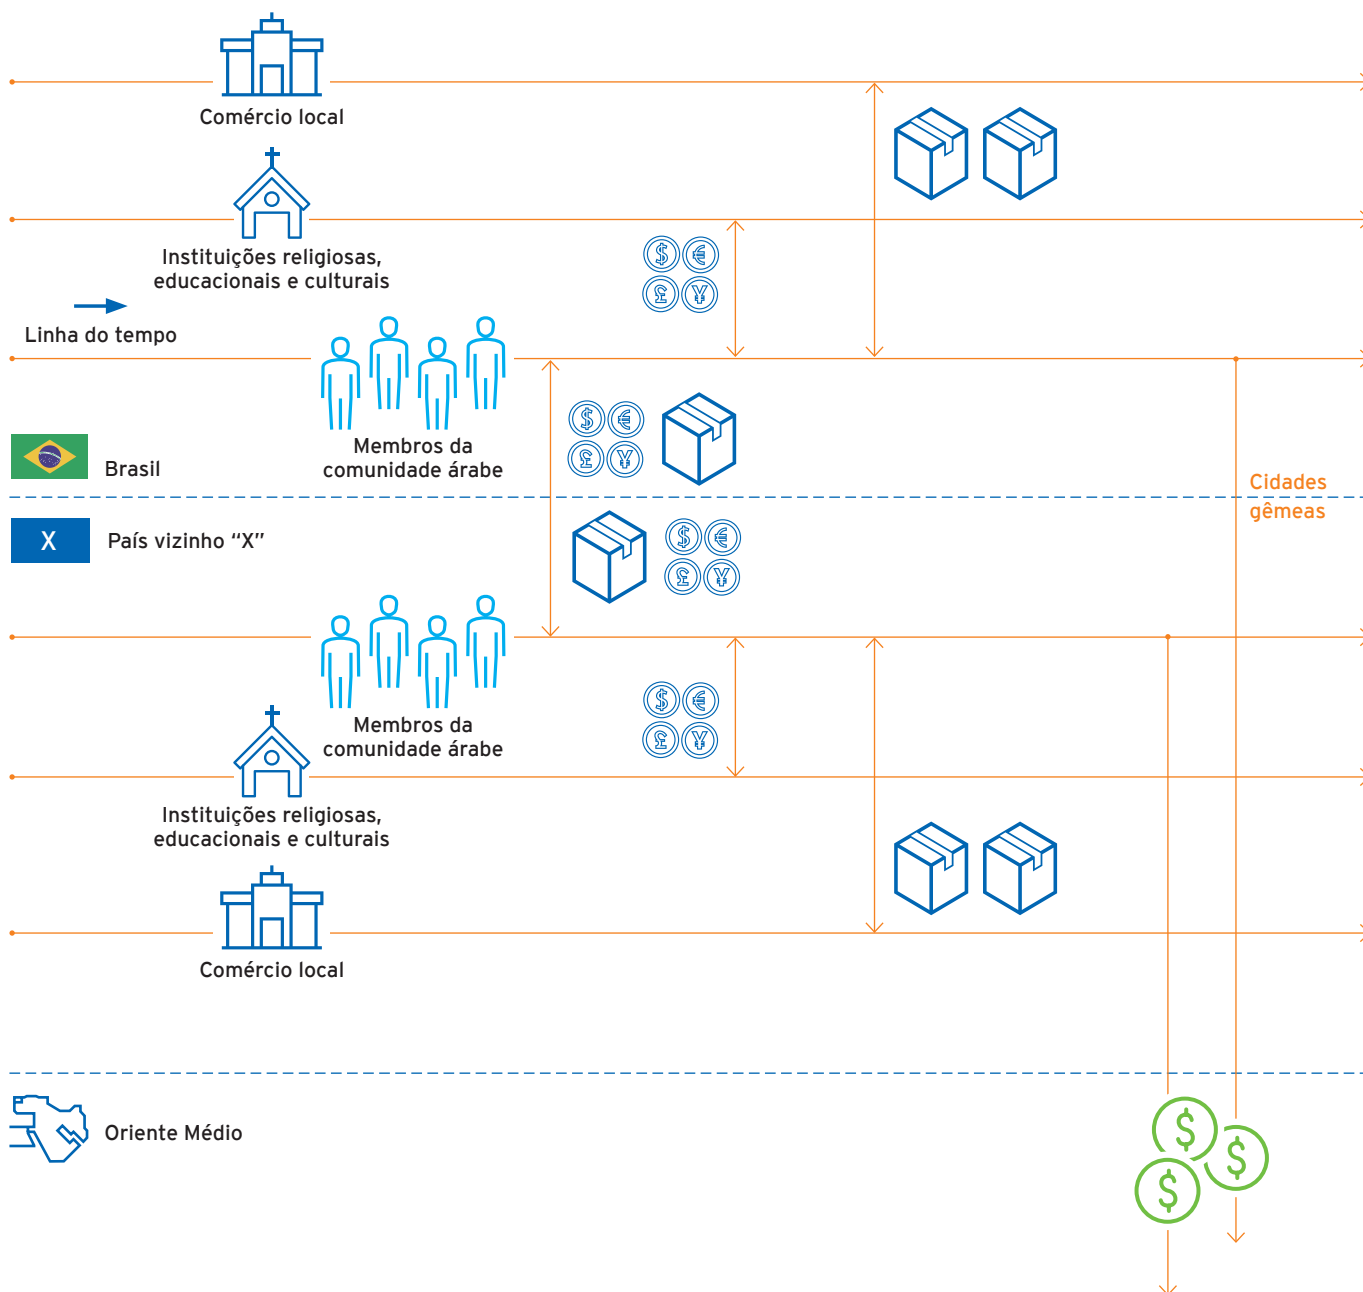 Comércio local
Instituições religiosas,
educacionais e culturais
Linha do tempo
Membros da
comunidade árabe
Brasil
Cidades
gêmeas
X
País vizinho “X”
Membros da
comunidade árabe
Instituições religiosas,
educacionais e culturais
Comércio local
Oriente Médio